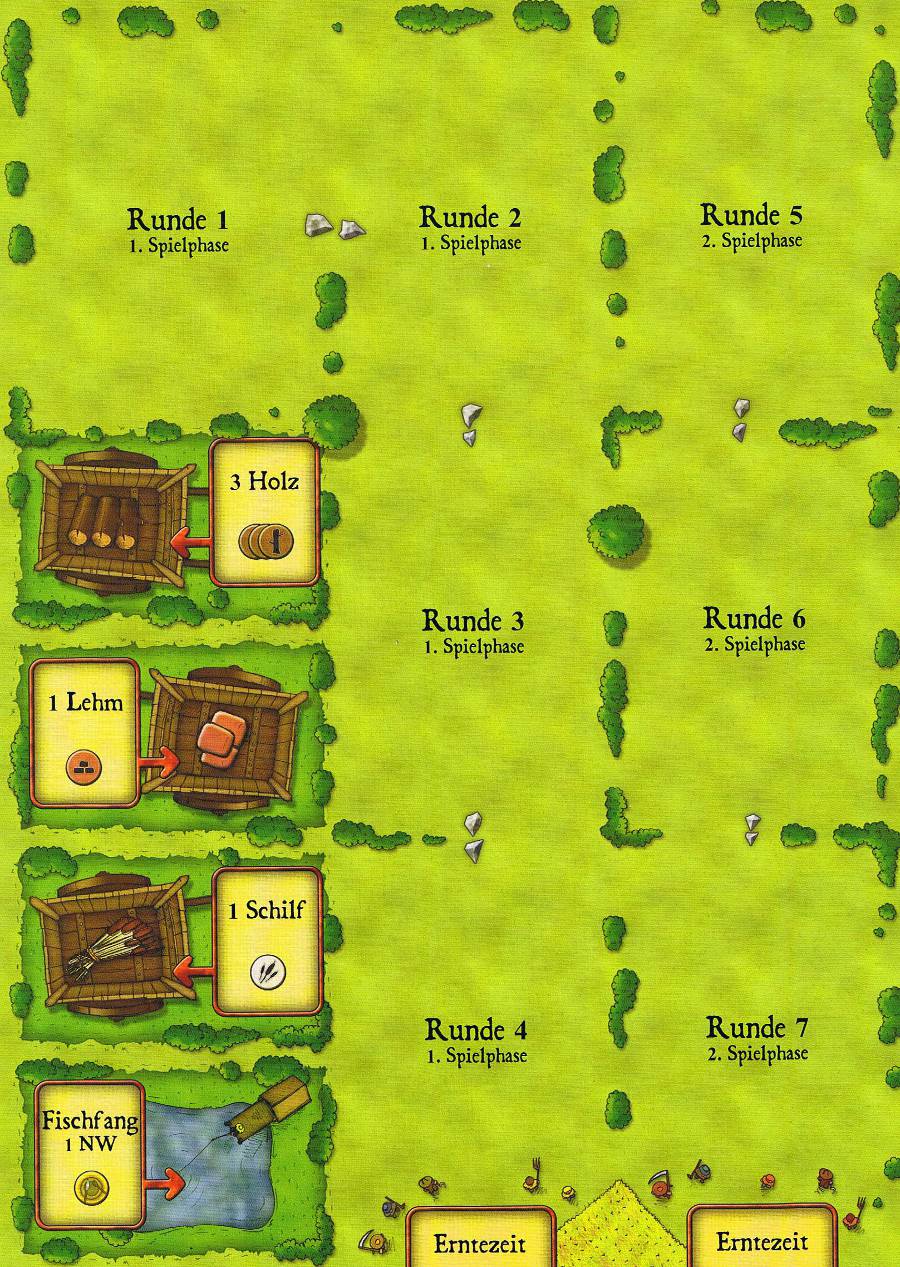 Runde 1
1. Spielphase
Runde 2
1. Spielphase
Runde 5
2. Spielphase
3 Holz
Runde 3
1. Spielphase
Runde 6
2. Spielphase
1 Lehm
1 Schilf
Runde 4
1. Spielphase
Runde 7
2. Spielphase
Fischfang
1 NW
Erntezeit
Erntezeit